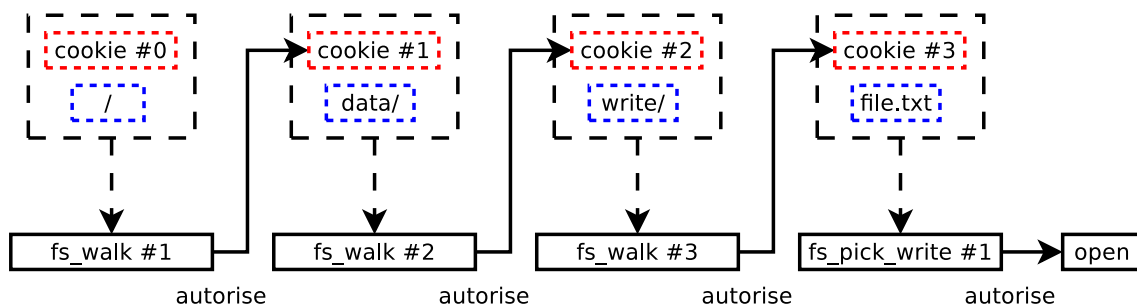 cookie #0
cookie #1
cookie #2
cookie #3
/
data/
write/
file.txt
fs_walk #1
fs_walk #2
fs_walk #3
fs_pick_write #1
open
autorise
autorise
autorise
autorise